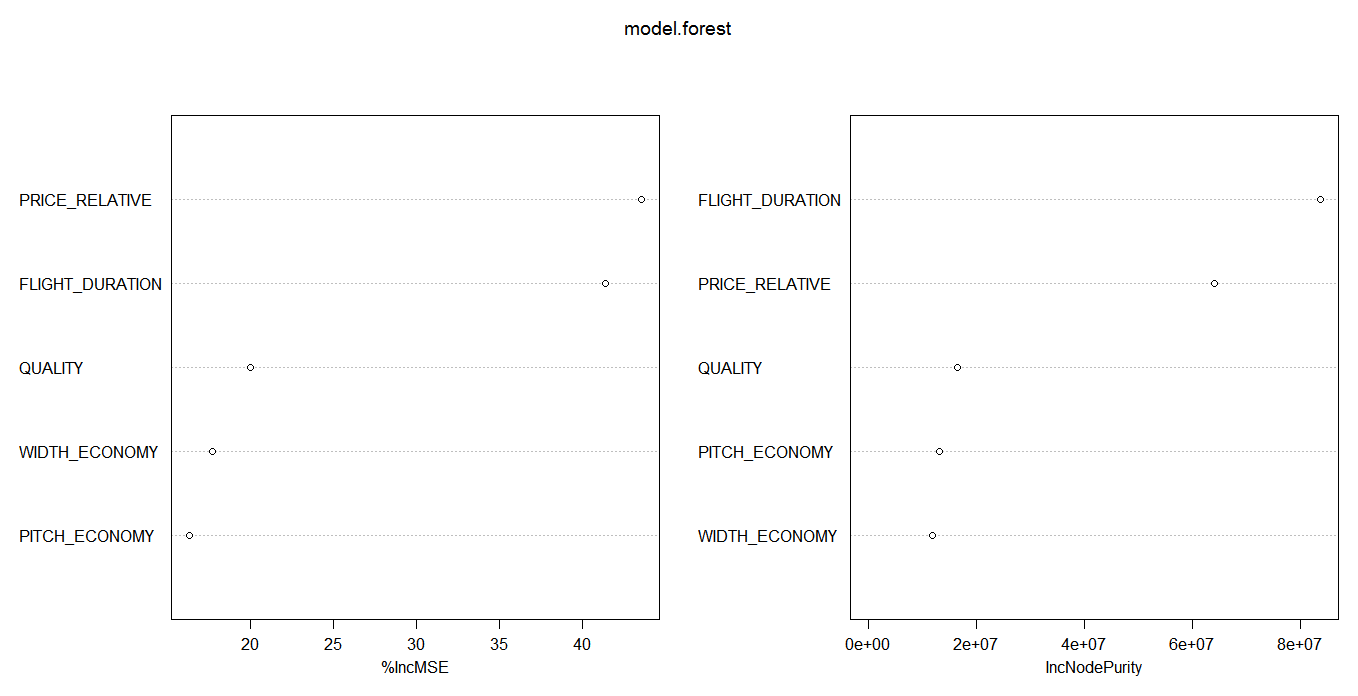 model.forest
PRICE_RELATIVE
FLIGHT_DURATION
QUALITY
WIDTH_ECONOMY
PITCH_ECONOMY
20 25 30 35 40
%IncMSE
FLIGHT_DURATION
PRICE_RELATIVE
QUALITY
PITCH_ECONOMY
WIDTH_ECONOMY
0e+00 2e+07 4e+07 6e+07 8e+07
IncNodePurity